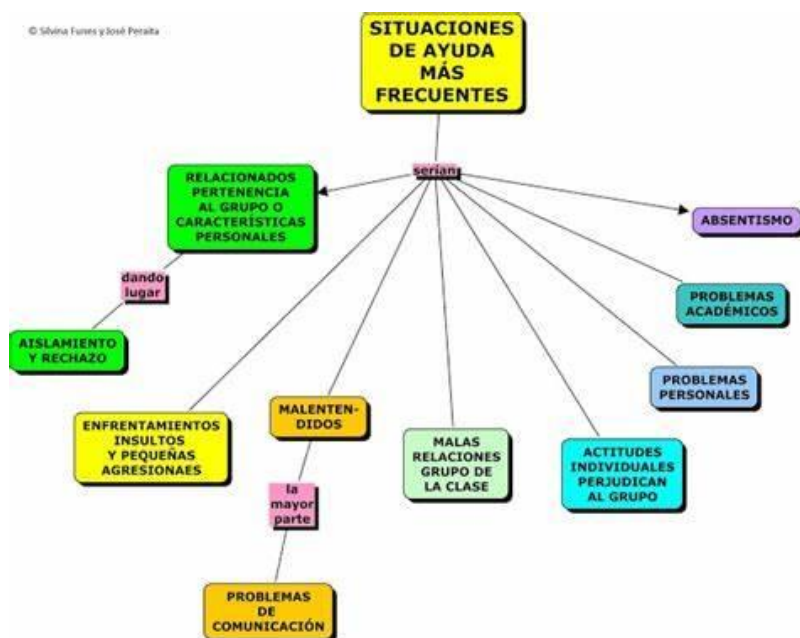 © Silvina Funes y José Peralta
SITUACIONES
DE AYUDA
MÁS
FRECUENTES
serían
RELACIONADOS
PERTENENCIA
AL GRUPO O
CARACTERÍSTICAS
PERSONALES
dando
lugar
AISLAMIENTO
Y RECHAZO
ENFRENTAMIENTOS
INSULTOS
Y PEQUEÑAS
AGRESIONAES
MALENTEN-
DIDOS
la
mayor
parte
PROBLEMAS
DE
COMUNICACIÓN
MALAS
RELACIONES
GRUPO DE
LA CLASE
ACTITUDES
INDIVIDUALES
PERJUDICAN
AL GRUPO
PROBLEMAS
PERSONALES
PROBLEMAS
ACADÉMICOS
ABSENTISMO